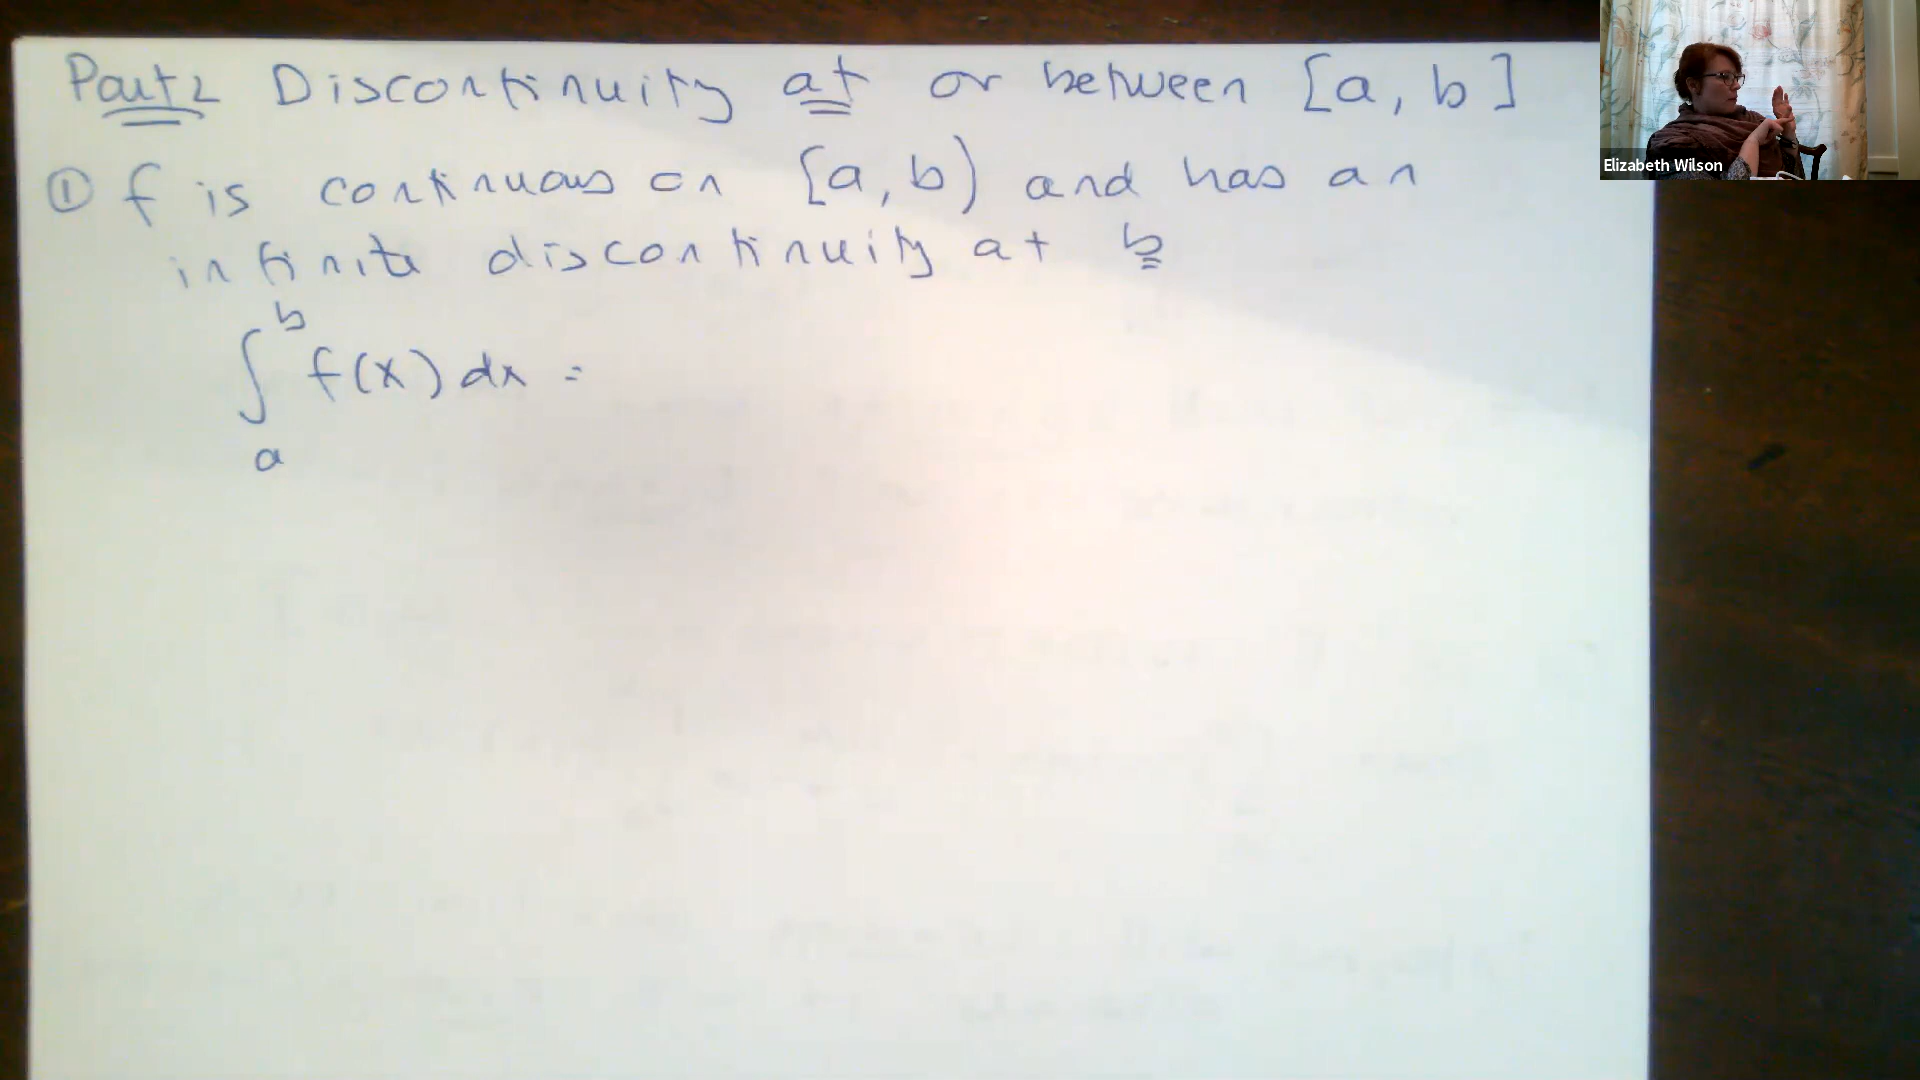 Part 2 Discontinuity at or between [a, b]
① f is continuous on [a, b) and has an
infinite discontinuity at b
∫ₐᵇ f(x) dx =
Elizabeth Wilson